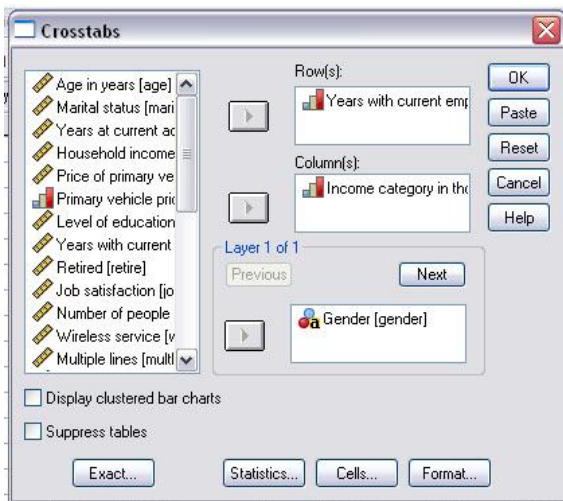 Crosstabs
Age in years [age]
Marital status [mari
Years at current ad
Household income
Price of primary ve
Primary vehicle pric
Level of education
Years with current
Retired [retire]
Job satisfaction [jo
Number of people
Wireless service [w
Multiple lines [multl
Row(s):
Years with current emp
Column(s):
Income category in tho
Layer 1 of 1
Previous
Next
Gender [gender]
OK
Paste
Reset
Cancel
Help
Display clustered bar charts
Suppress tables
Exact...
Statistics...
Cells...
Format...